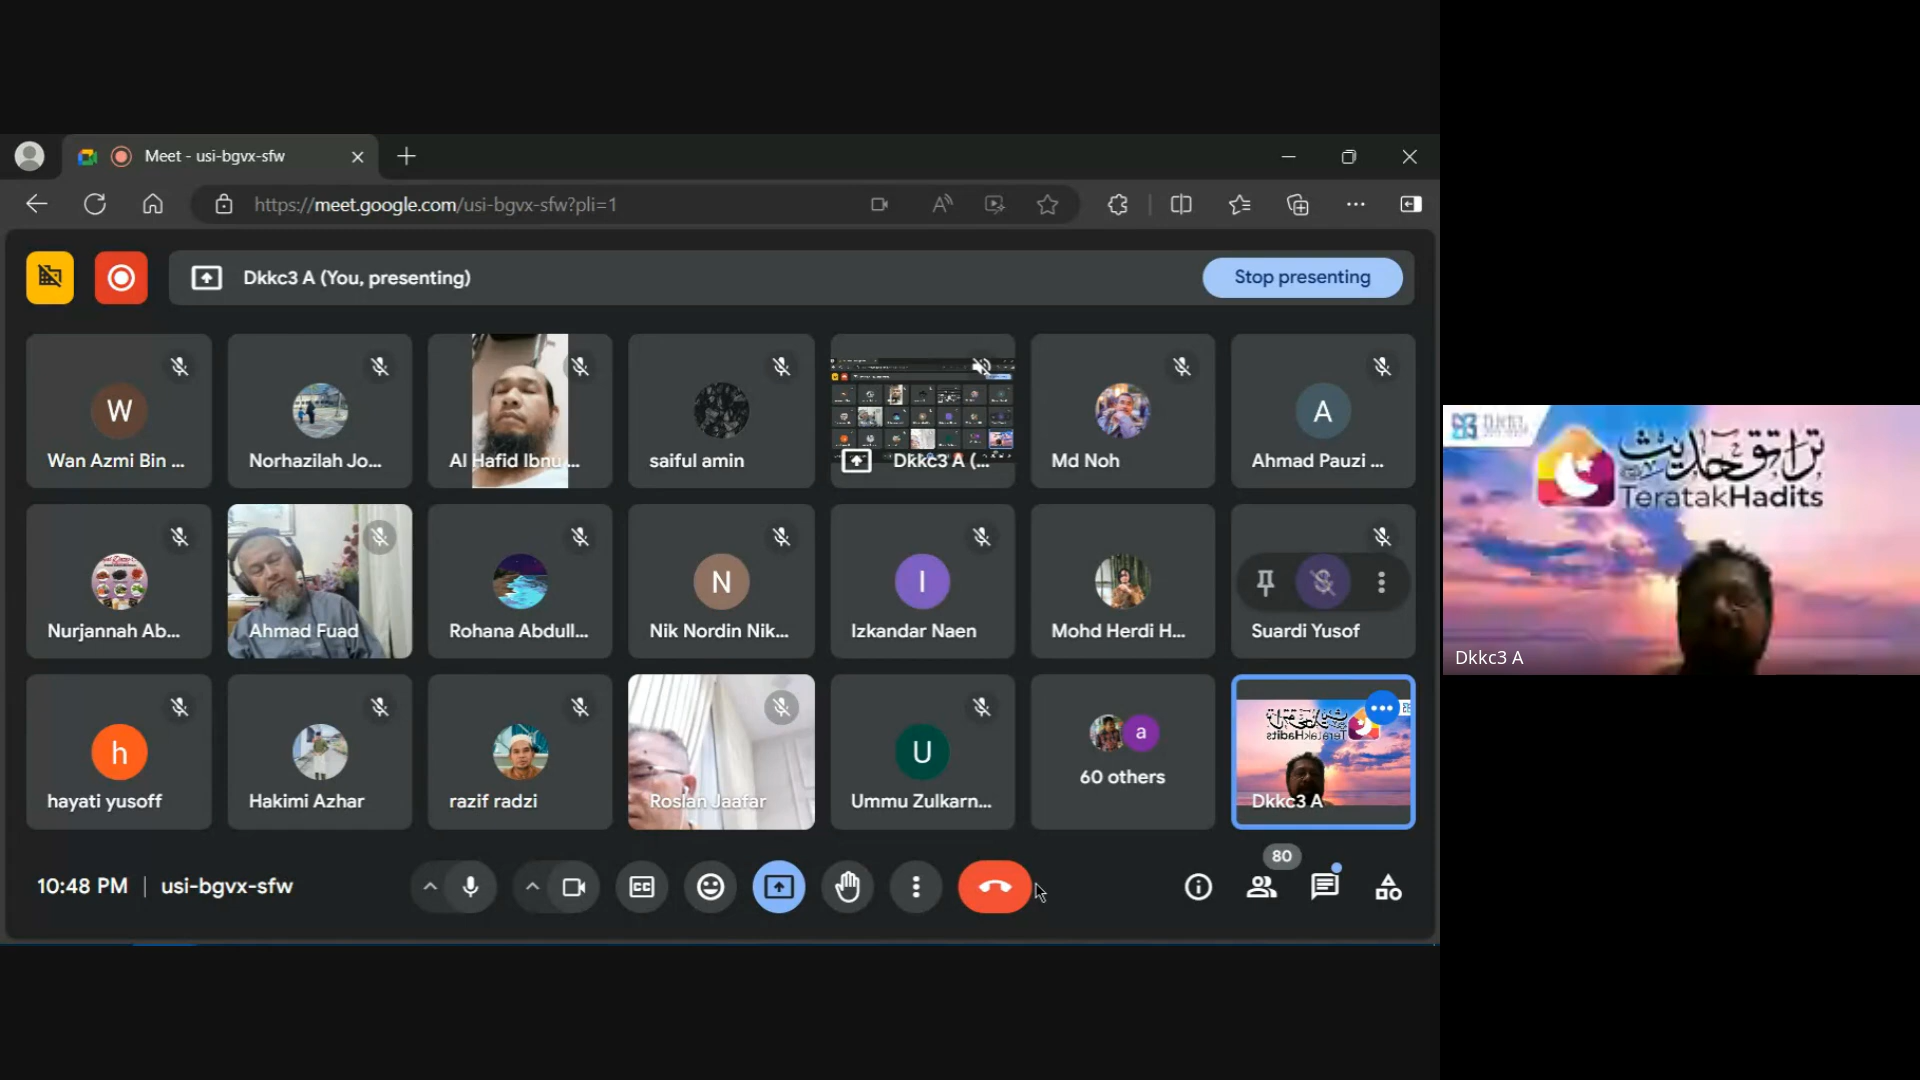 Meet - usi-bgvx-sfw
https://meet.google.com/usi-bgvx-sfw?pli=1
Dkkc3 A (You, presenting)
Stop presenting
W
A
Wan Azmi Bin ...
Norhazilah Jo...
Al Hafid Ibnu ...
saiful amin
Dkkc3 A (...
Md Noh
Ahmad Pauzi ...
N
I
Nurjannah Ab...
Ahmad Fuad
Rohana Abdull...
Nik Nordin Nik...
Izkandar Naen
Mohd Herdi H...
Suardi Yusof
h
U
a
60 others
hayati yusoff
Hakimi Azhar
razif radzi
Roslan Jaafar
Ummu Zulkarn...
TeratakHadits
Dkkc3 A
10:48 PM | usi-bgvx-sfw
CC
80
TeratakHadits
Dkkc3 A